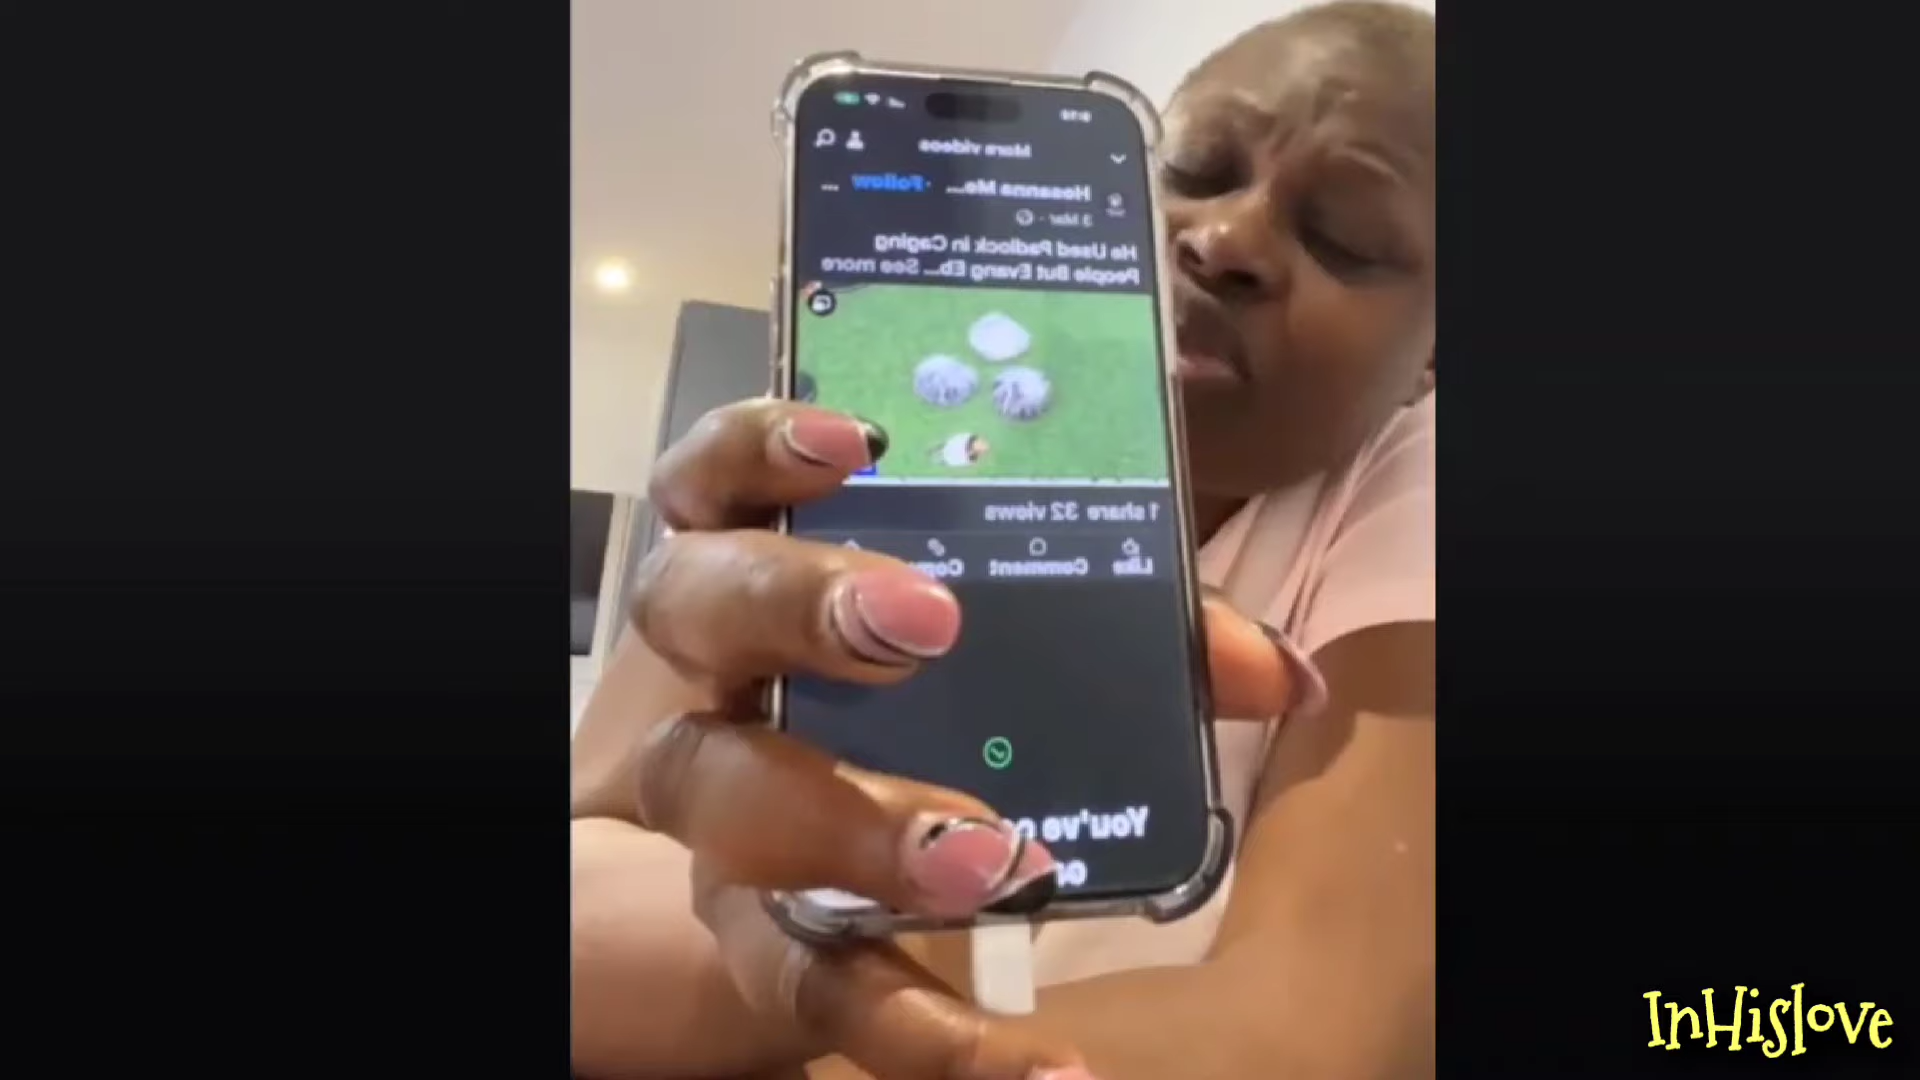 More videos
Hosanna Me... · Follow ...
3 Mar ·
He Used Padlock in Caging
People But Evang Eb... See more
1 share 32 views
Like Comment
You've
InHislove